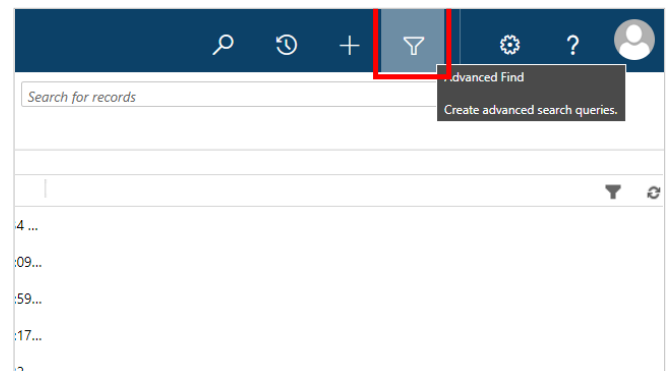 ?
Advanced Find
Search for records
Create advanced search queries.
4 ...
:09...
:59...
:17...